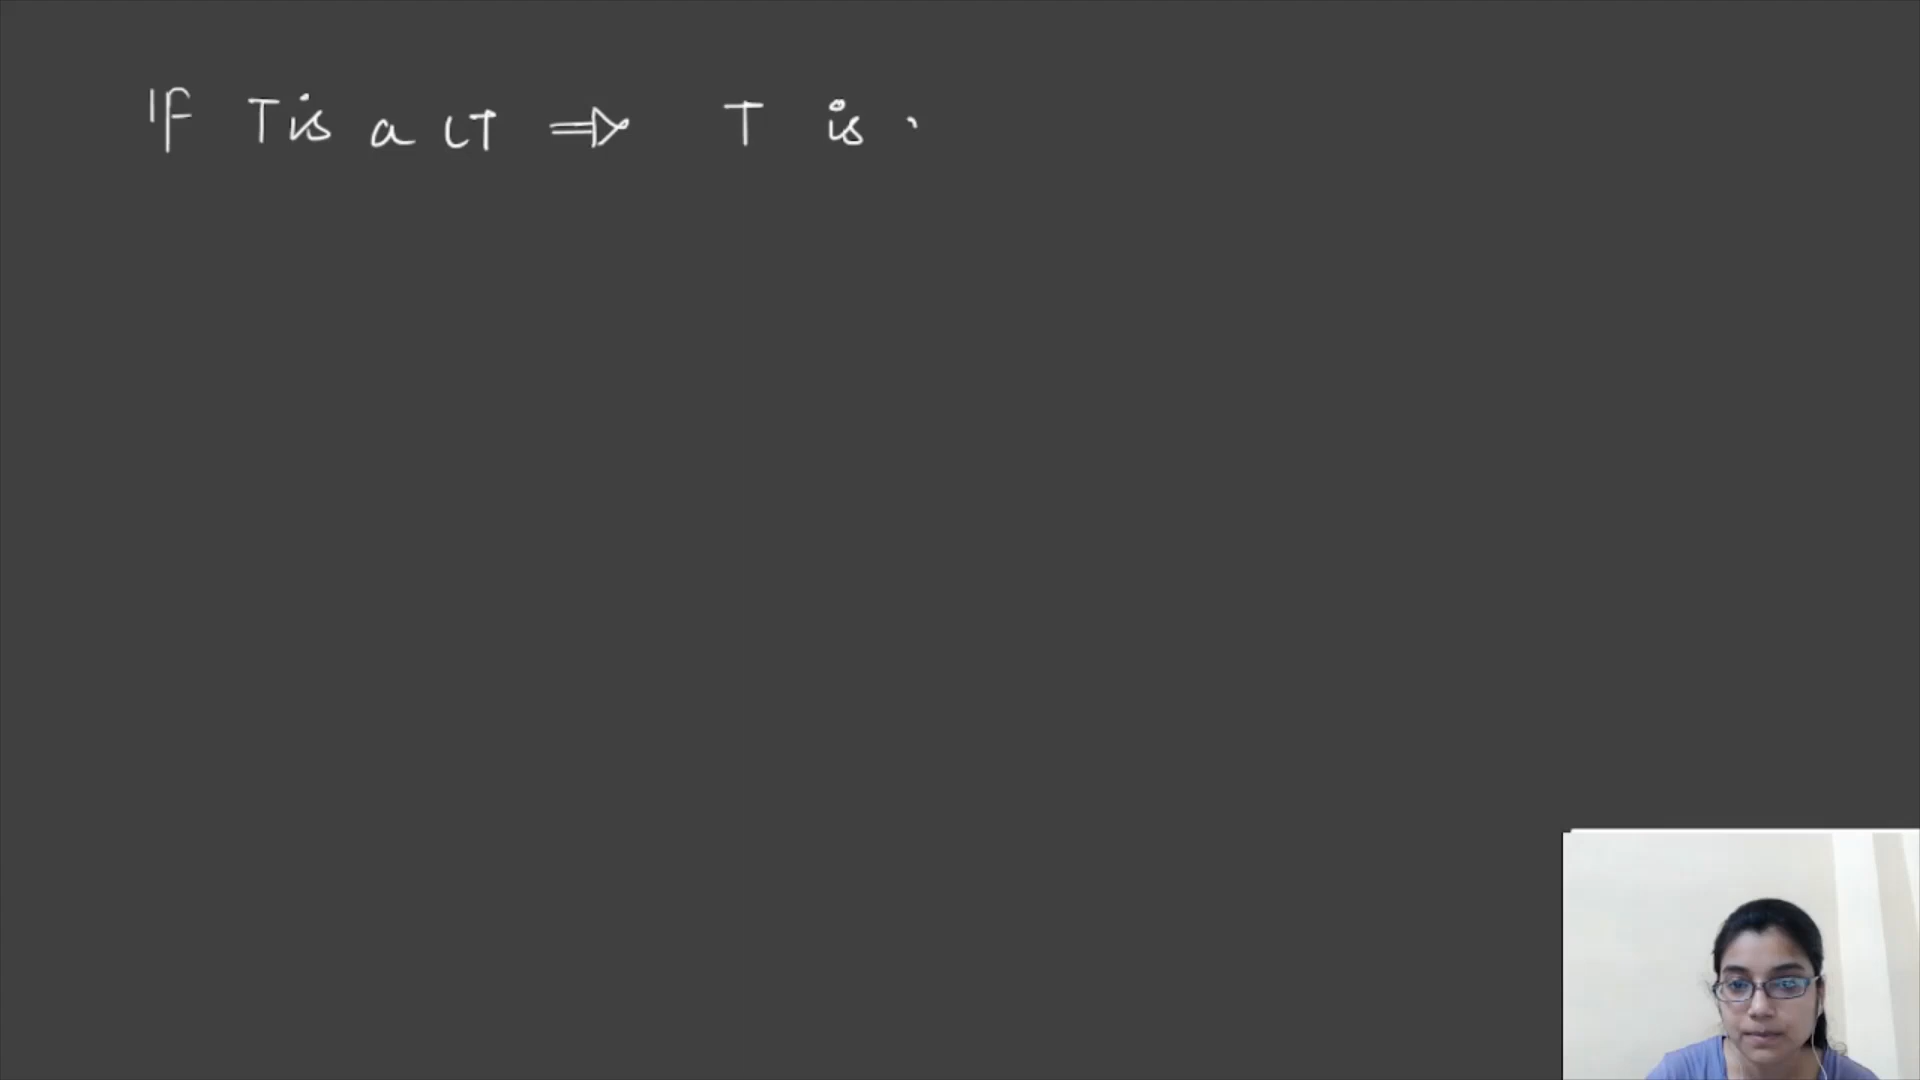 If T is a LT ⇒ T is